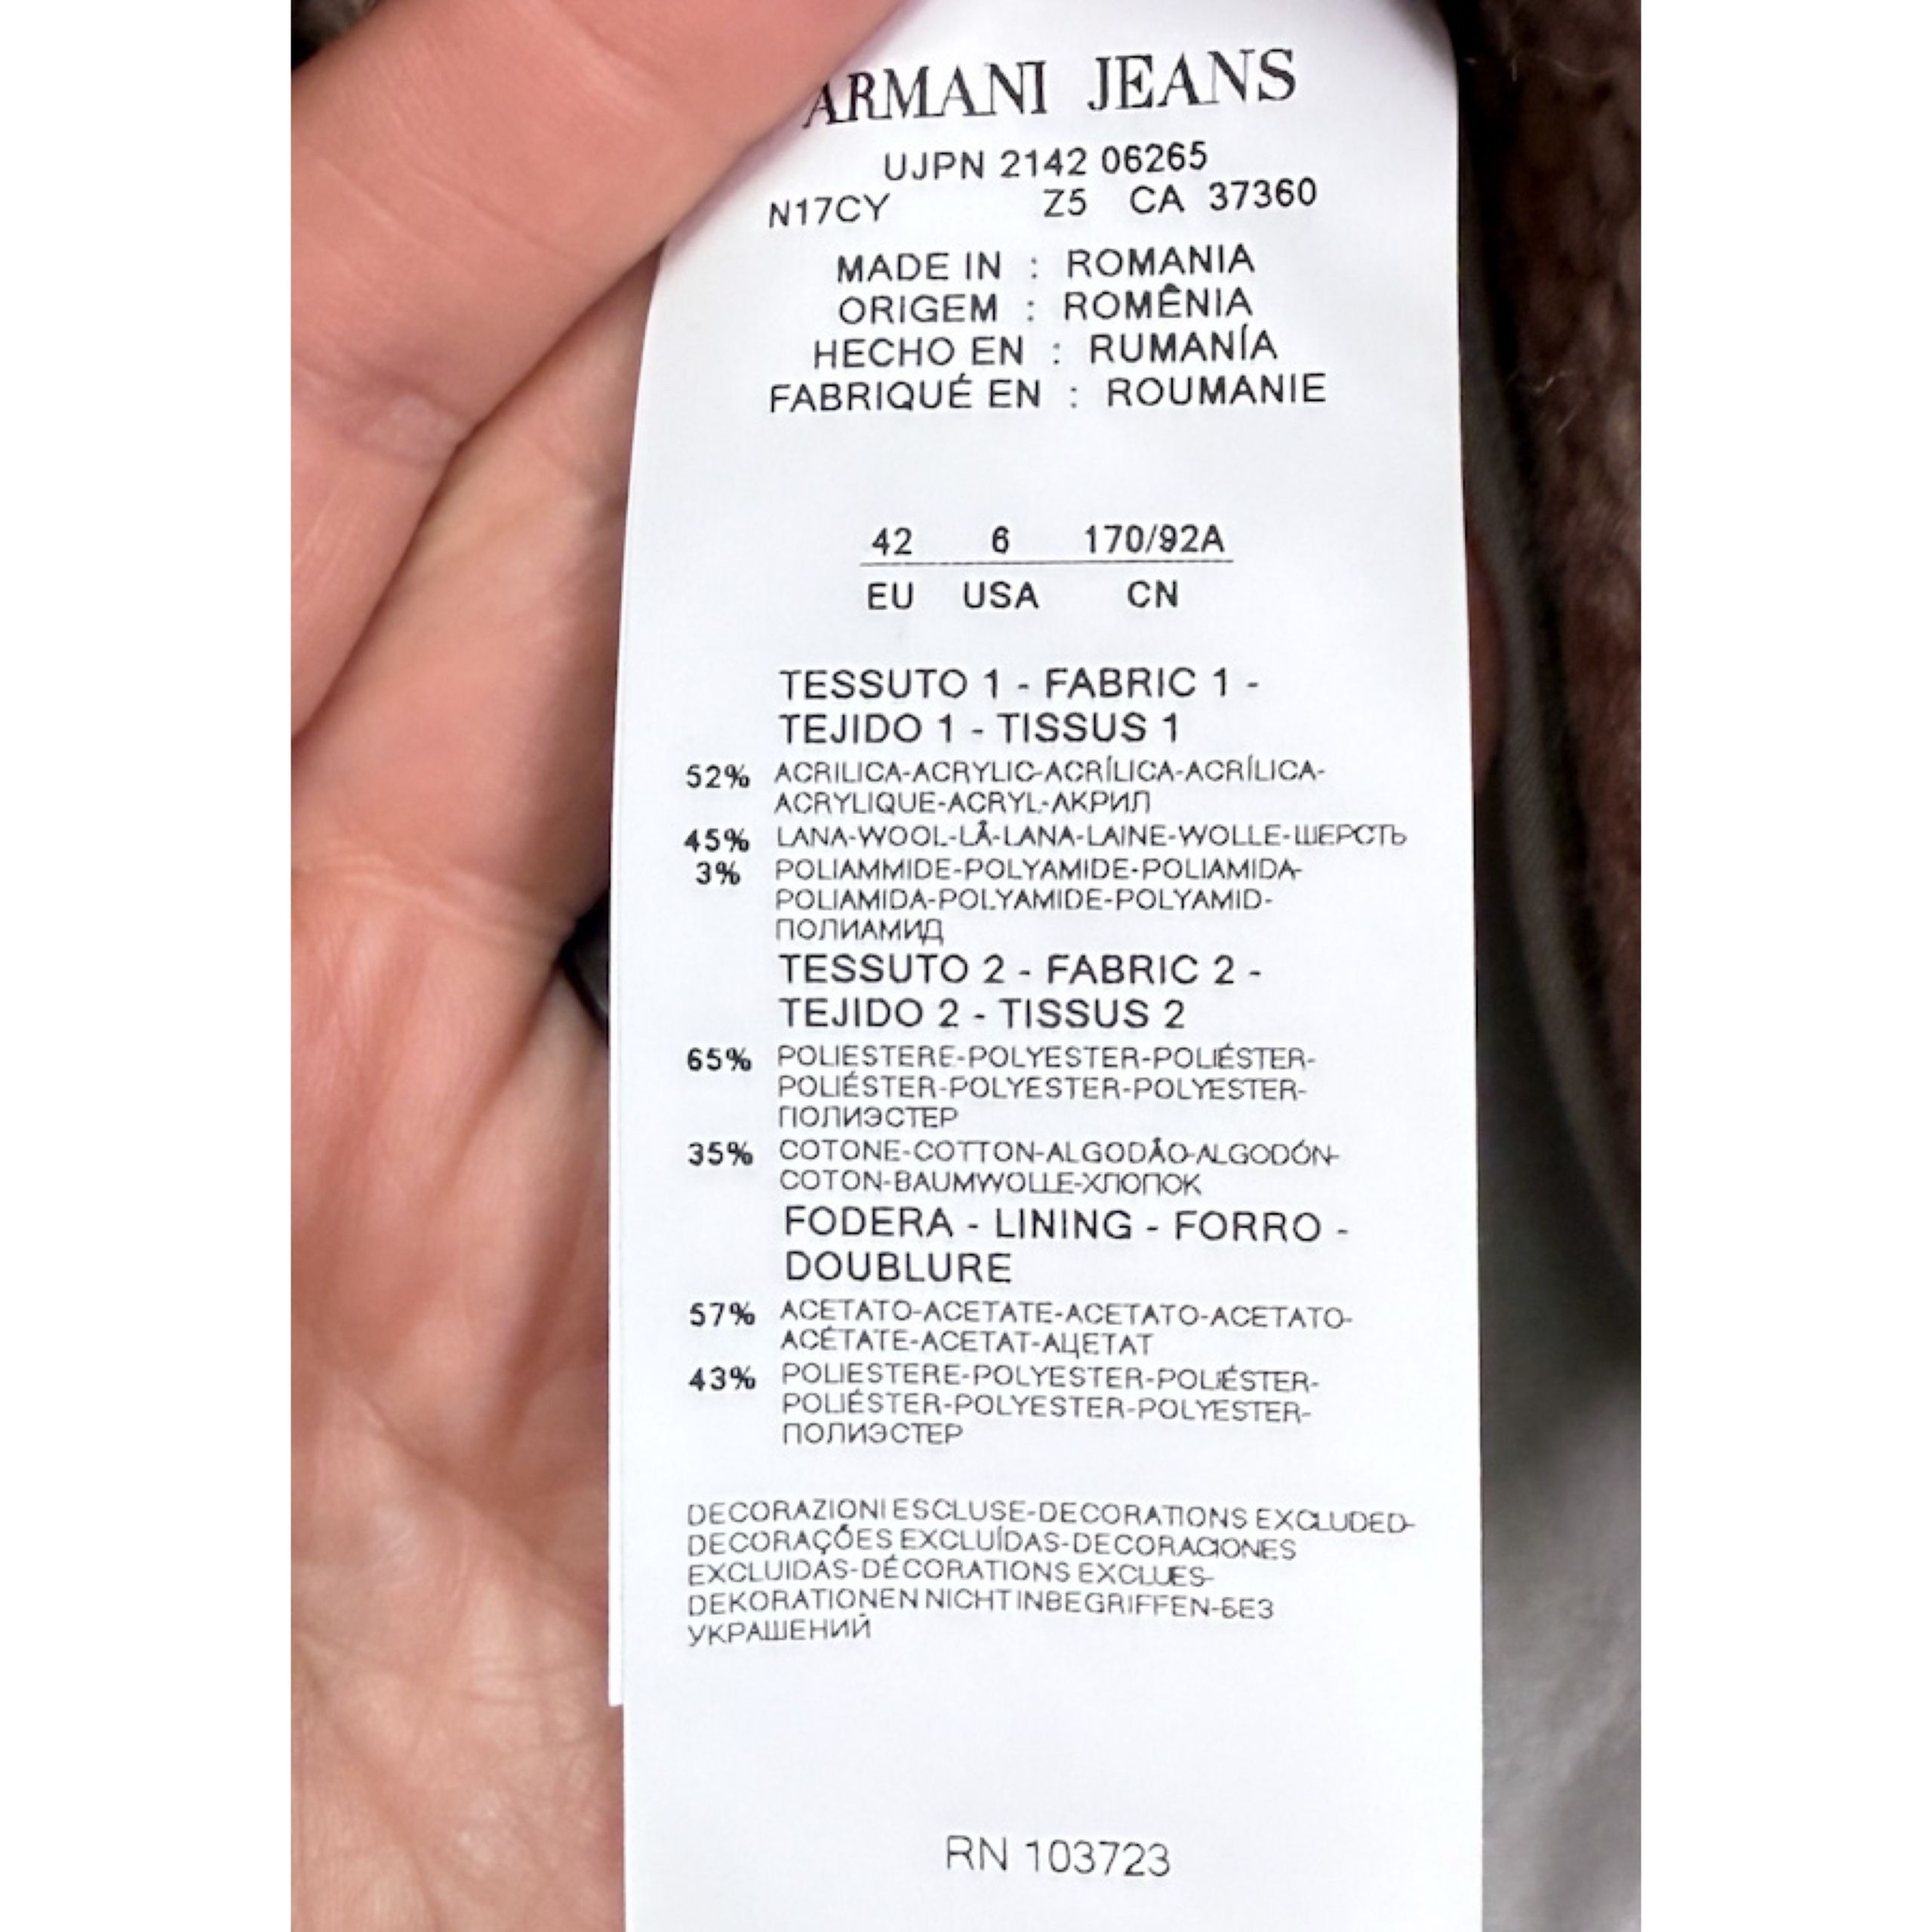 ARMANI JEANS
UJPN 2142 06265
N17CY Z5 CA 37360
MADE IN : ROMANIA
ORIGEM : ROMÊNIA
HECHO EN : RUMANÍA
FABRIQUÉ EN : ROUMANIE
42 6 170/92A
EU USA CN
TESSUTO 1 - FABRIC 1 -
TEJIDO 1 - TISSUS 1
52% ACRILICA-ACRYLIC-ACRÍLICA-ACRÍLICA-
ACRYLIQUE-ACRYL-АКРИЛ
45% LANA-WOOL-LÃ-LANA-LAINE-WOLLE-ШЕРСТЬ
3% POLIAMMIDE-POLYAMIDE-POLIAMIDA-
POLIAMIDA-POLYAMIDE-POLYAMID-
ПОЛИАМИД
TESSUTO 2 - FABRIC 2 -
TEJIDO 2 - TISSUS 2
65% POLIESTERE-POLYESTER-POLIÉSTER-
POLIÉSTER-POLYESTER-POLYESTER-
ПОЛИЭСТЕР
35% COTONE-COTTON-ALGODÃO-ALGODÓN-
COTON-BAUMWOLLE-ХЛОПОК
FODERA - LINING - FORRO -
DOUBLURE
57% ACETATO-ACETATE-ACETATO-ACETATO-
ACÉTATE-ACETAT-АЦЕТАТ
43% POLIESTERE-POLYESTER-POLIÉSTER-
POLIÉSTER-POLYESTER-POLYESTER-
ПОЛИЭСТЕР
DECORAZIONI ESCLUSE-DECORATIONS EXCLUDED-
DECORAÇÕES EXCLUÍDAS-DECORACIONES
EXCLUIDAS-DÉCORATIONS EXCLUES-
DEKORATIONEN NICHT INBEGRIFFEN-БЕЗ
УКРАШЕНИЙ
RN 103723